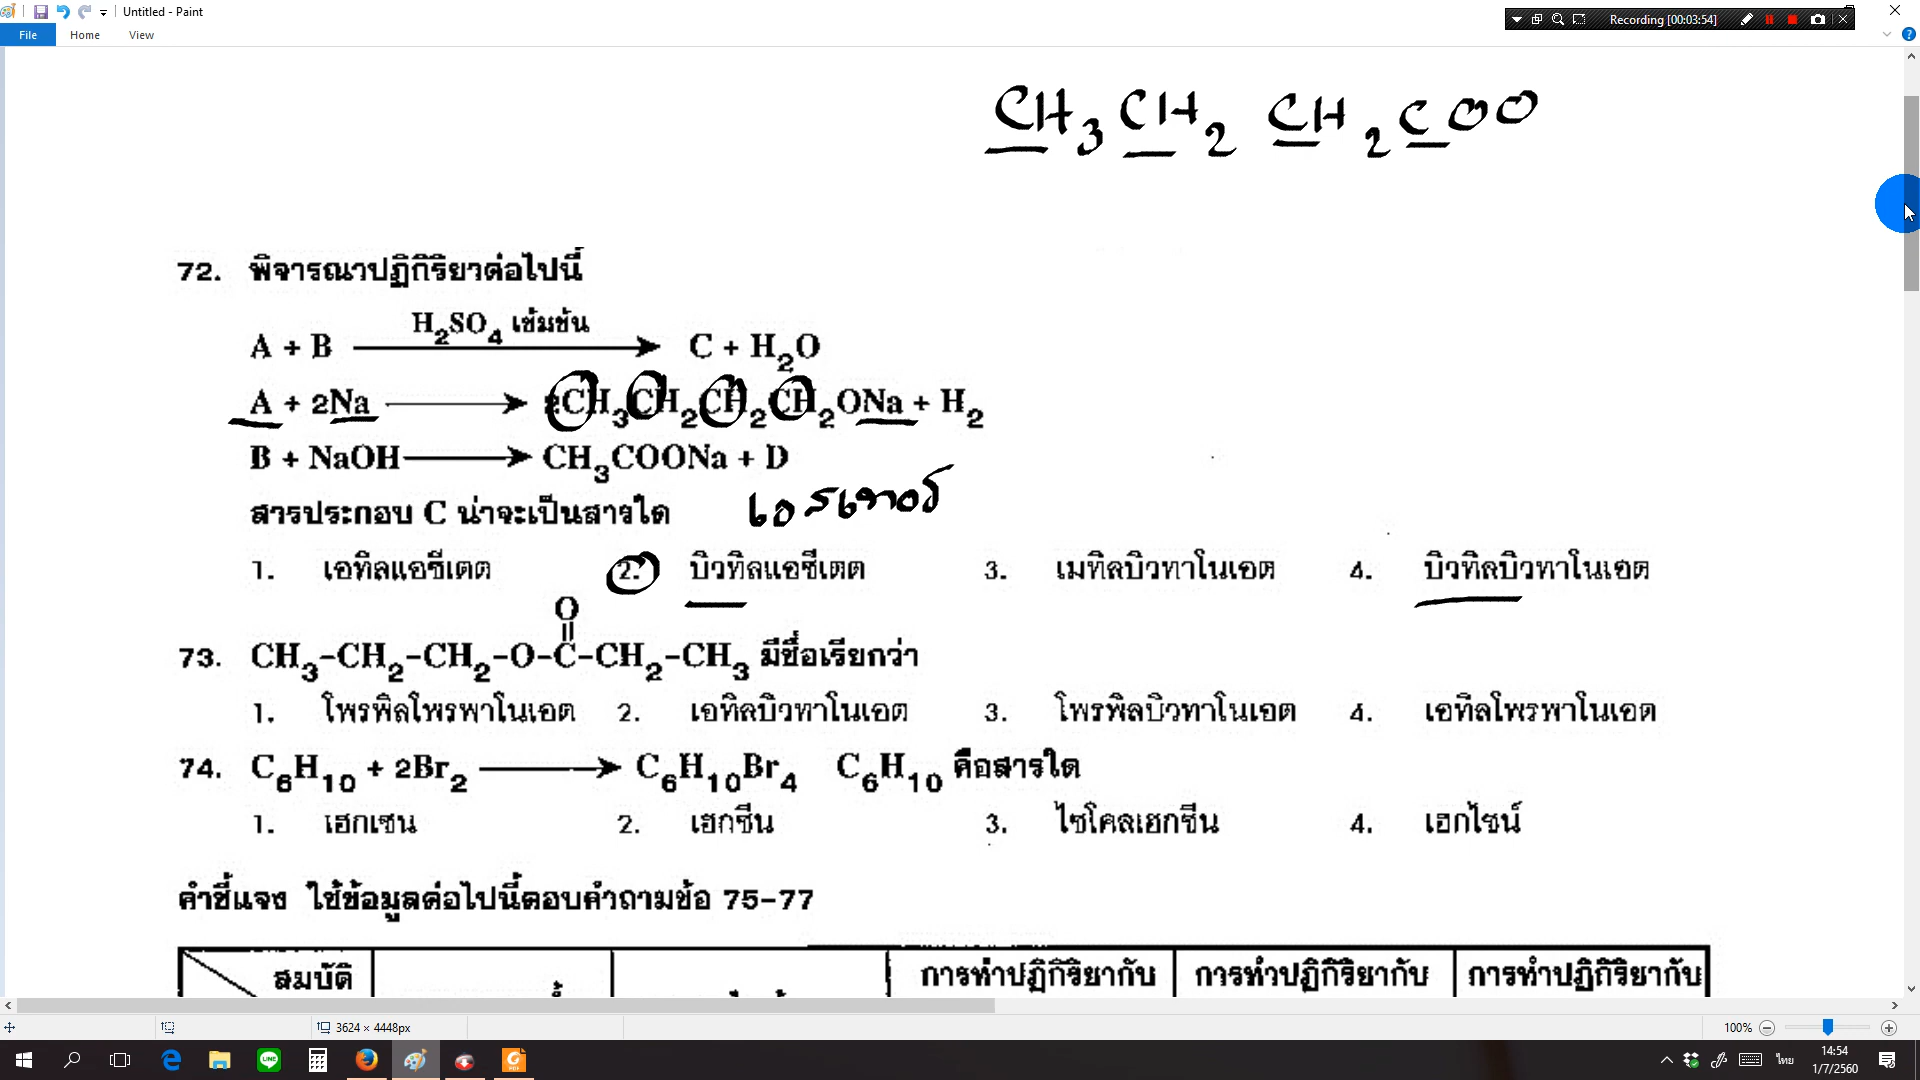 Untitled - Paint
Recording [00:03:54]
File Home View
CH3CH2CH2COO
72. พิจารณาปฏิกิริยาต่อไปนี้
H2SO4 เข้มข้น
A + B ⟶ C + H2O
A + 2Na ⟶ 2CH3CH2CH2CH2ONa + H2
B + NaOH ⟶ CH3COONa + D
สารประกอบ C น่าจะเป็นสารใด
เอสเทอร์
1. เอทิลแอซีเตต 2. บิวทิลแอซีเตต 3. เมทิลบิวทาโนเอต 4. บิวทิลบิวทาโนเอต
O
73. CH3-CH2-CH2-O-C-CH2-CH3 มีชื่อเรียกว่า
1. โพรพิลโพรพาโนเอต 2. เอทิลบิวทาโนเอต 3. โพรพิลบิวทาโนเอต 4. เอทิลโพรพาโนเอต
74. C6H10 + 2Br2 ⟶ C6H10Br4 C6H10 คือสารใด
1. เฮกเซน 2. เฮกซีน 3. ไซโคลเฮกซีน 4. เฮกไซน์
คำชี้แจง ใช้ข้อมูลต่อไปนี้ตอบคำถามข้อ 75-77
สมบัติ การทำปฏิกิริยากับ การทำปฏิกิริยากับ การทำปฏิกิริยากับ
3624 × 4448px 100%
LINE ไทย 14:54
1/7/2560